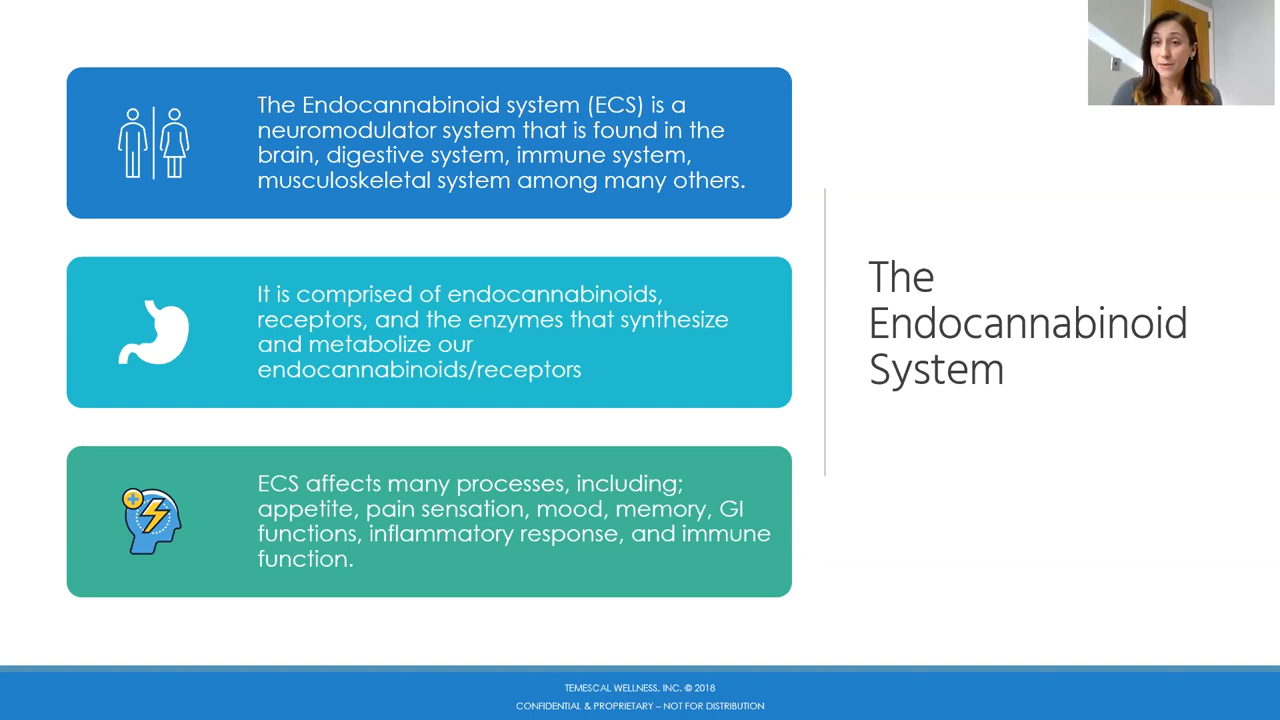 The Endocannabinoid system (ECS) is a
neuromodulator system that is found in the
brain, digestive system, immune system,
musculoskeletal system among many others.
It is comprised of endocannabinoids,
receptors, and the enzymes that synthesize
and metabolize our
endocannabinoids/receptors
ECS affects many processes, including;
appetite, pain sensation, mood, memory, GI
functions, inflammatory response, and immune
function.
The
Endocannabinoid
System
TEMESCAL WELLNESS, INC. © 2018
CONFIDENTIAL & PROPRIETARY – NOT FOR DISTRIBUTION